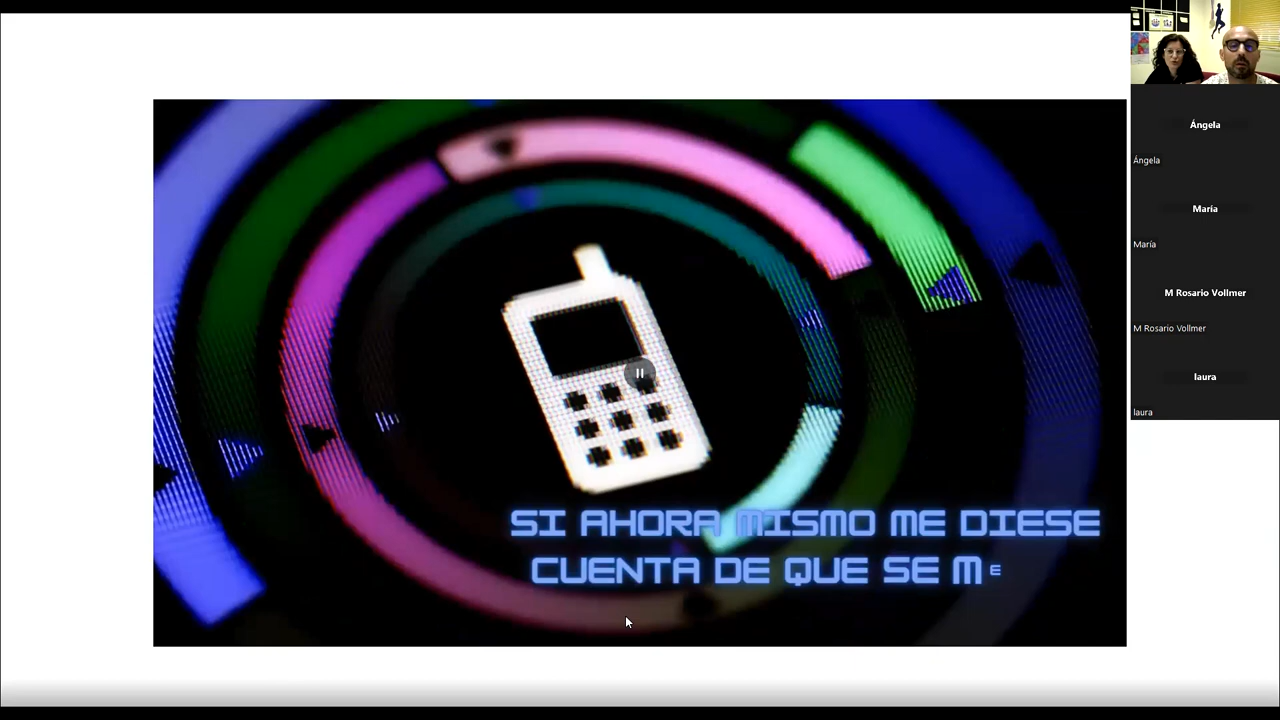 SI AHORA MISMO ME DIESE
CUENTA DE QUE SE ME
Ángela
Ángela
María
María
M Rosario Vollmer
M Rosario Vollmer
laura
laura